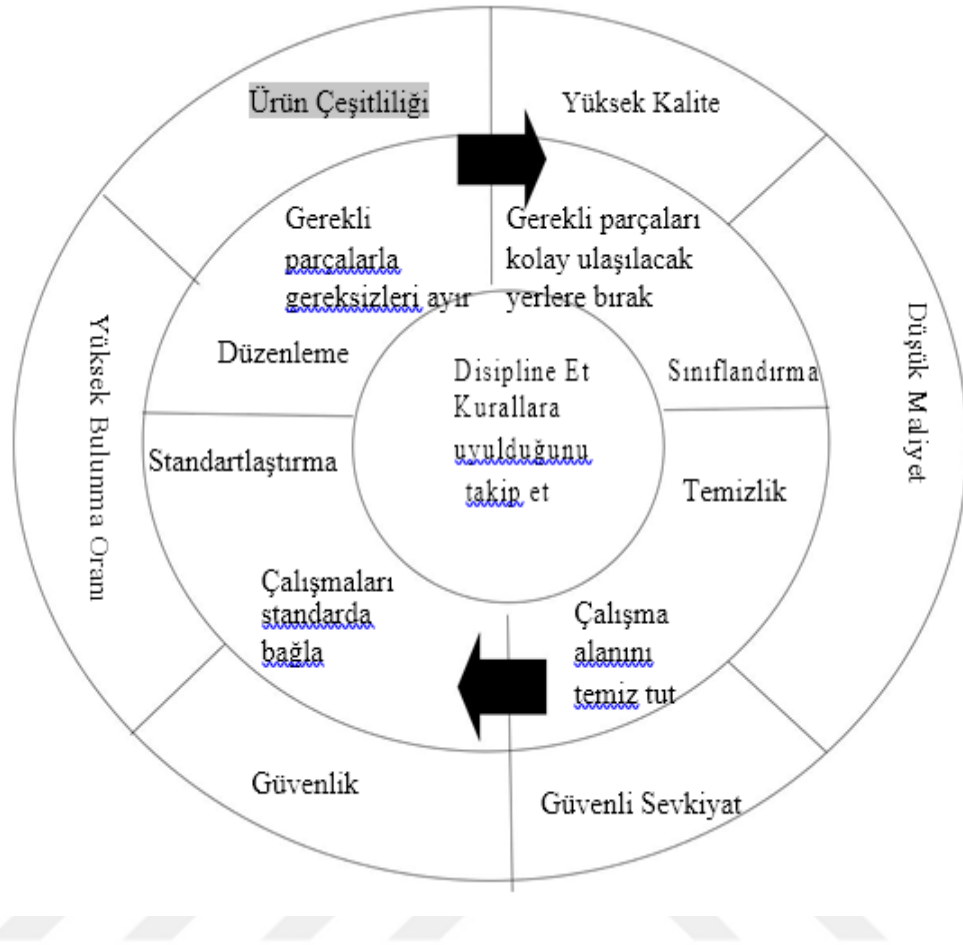 Ürün Çeşitliliği
Yüksek Kalite
Gerekli
parçalarla
gereksizleri ayır
Düzenleme
Gerekli parçaları
kolay ulaşılacak
yerlere bırak
Sınıflandırma
Yüksek Bulunma Oranı
Düşük Maliyet
Disipline Et
Kurallara
uyulduğunu
takip et
Standartlaştırma
Çalışmaları
standarda
bağla
Temizlik
Çalışma
alanını
temiz tut
Güvenlik
Güvenli Sevkiyat